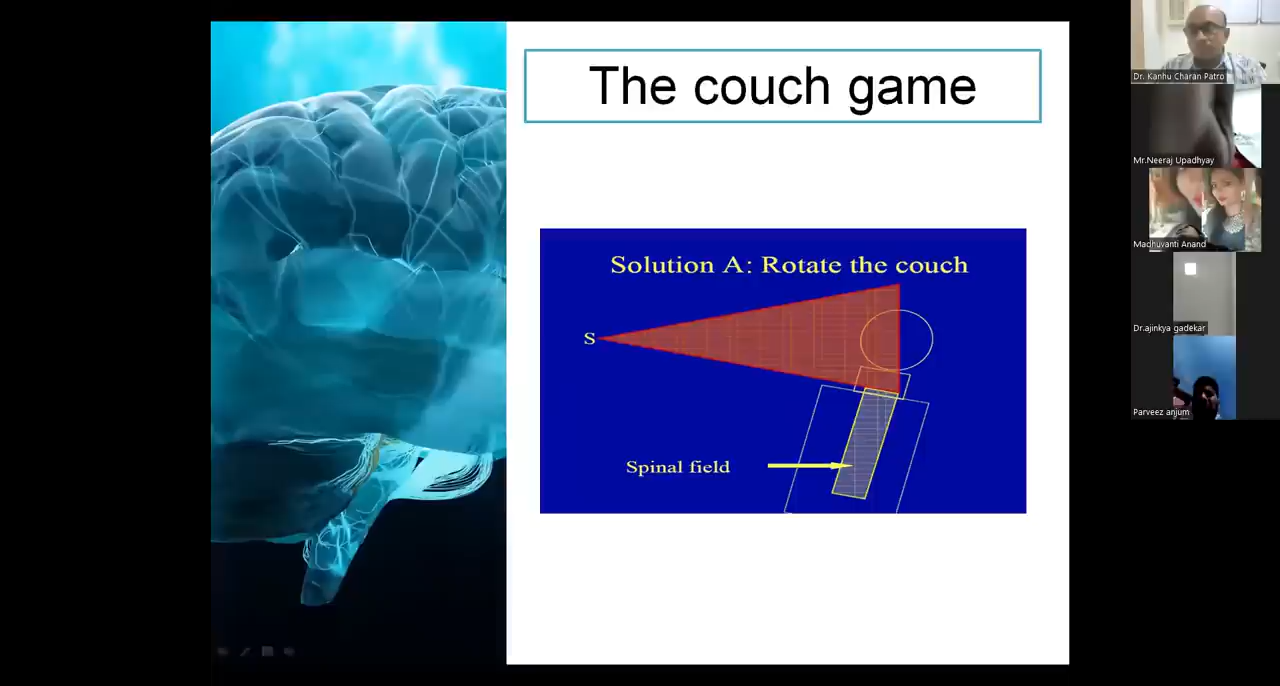 The couch game
Solution A: Rotate the couch
S
Spinal field
Dr. Kanhu Charan Patro
Mr.Neeraj Upadhyay
Madhuvanti Anand
Dr.ajinkya gadekar
Parveez anjum